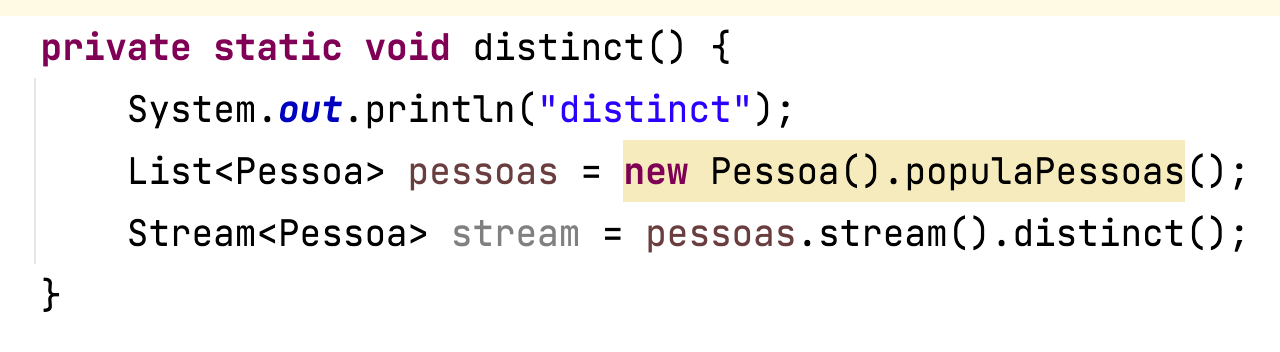 private static void distinct() {
System.out.println("distinct");
List<Pessoa> pessoas = new Pessoa().populaPessoas();
Stream<Pessoa> stream = pessoas.stream().distinct();
}